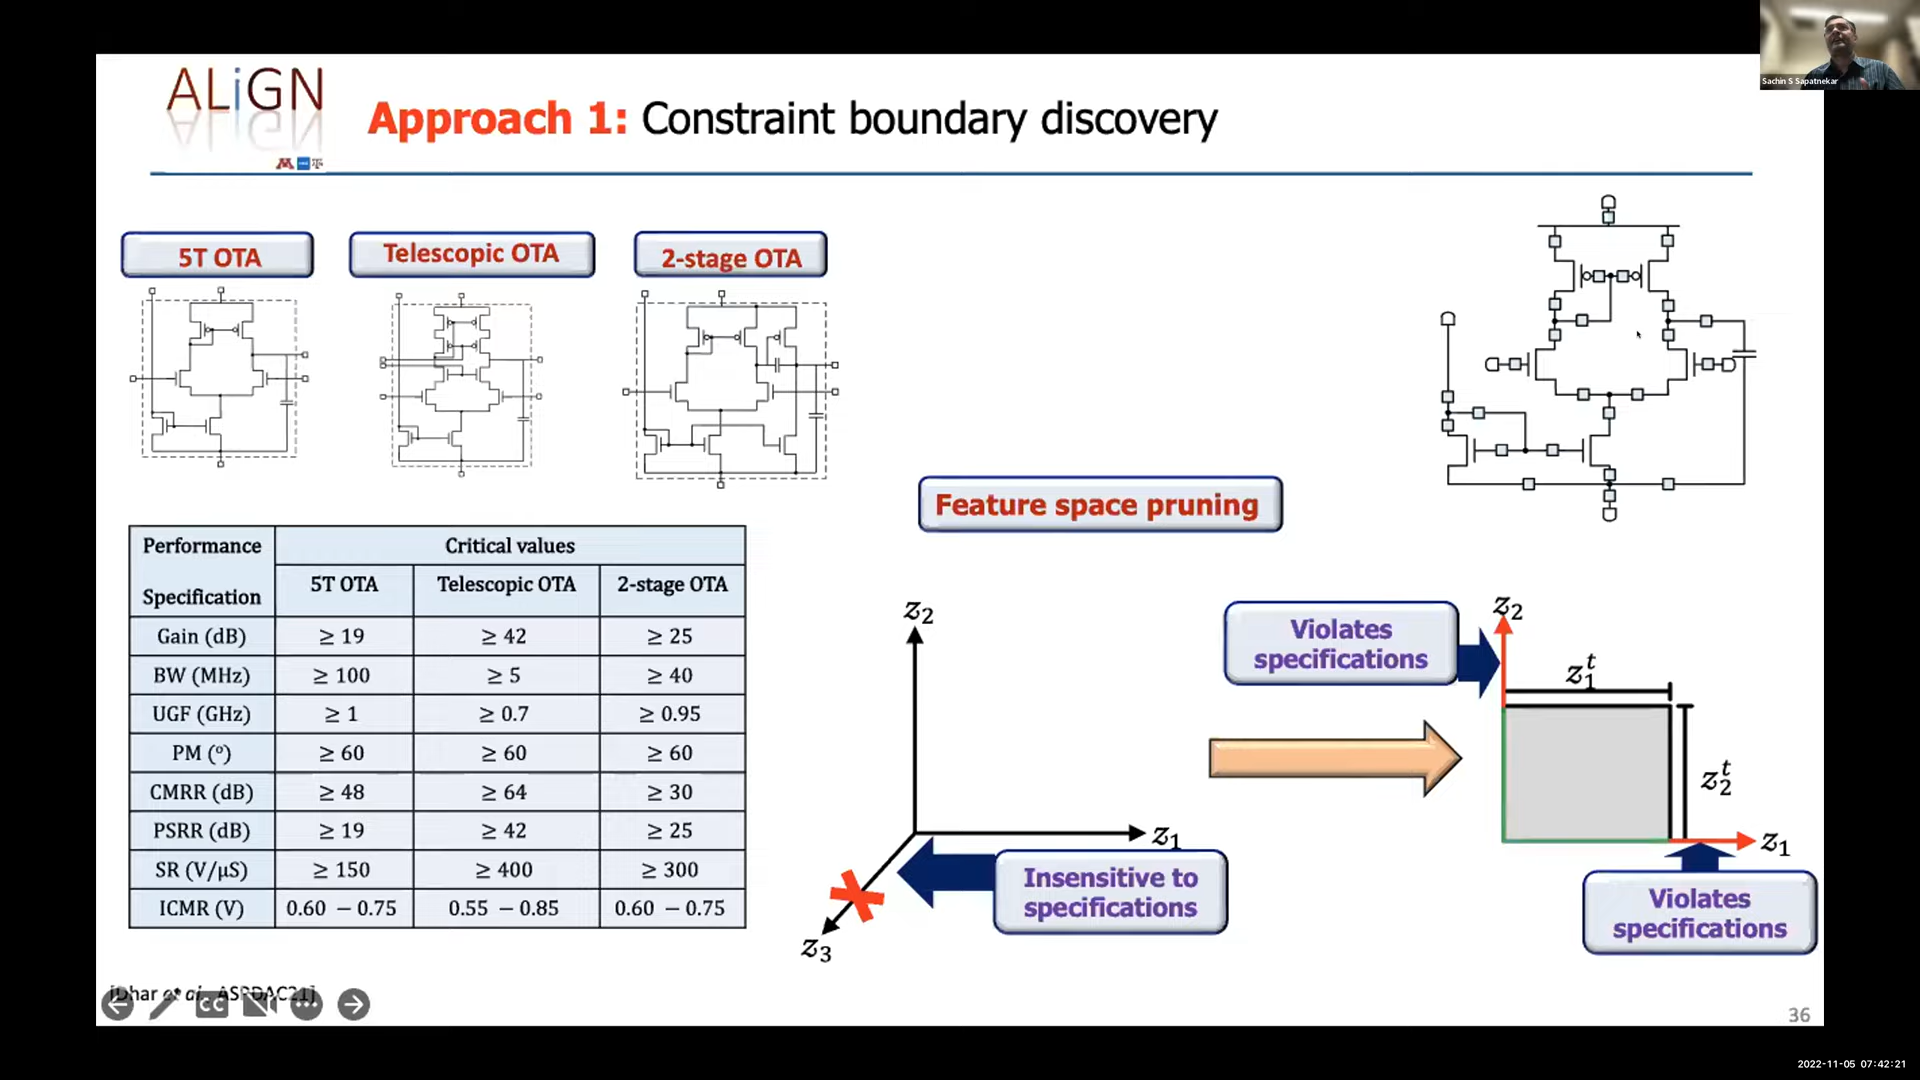 Sachin S Sapatnekar
ALiGN
Approach 1: Constraint boundary discovery
5T OTA
Telescopic OTA
2-stage OTA
Feature space pruning
Performance Specification
Critical values
5T OTA Telescopic OTA 2-stage OTA
Gain (dB) ≥ 19 ≥ 42 ≥ 25
BW (MHz) ≥ 100 ≥ 5 ≥ 40
UGF (GHz) ≥ 1 ≥ 0.7 ≥ 0.95
PM (°) ≥ 60 ≥ 60 ≥ 60
CMRR (dB) ≥ 48 ≥ 64 ≥ 30
PSRR (dB) ≥ 19 ≥ 42 ≥ 25
SR (V/µS) ≥ 150 ≥ 400 ≥ 300
ICMR (V) 0.60 – 0.75 0.55 – 0.85 0.60 – 0.75
z₂
z₁
z₃
Insensitive to
specifications
Violates
specifications
z₂
z₁ᵗ
z₂ᵗ
z₁
Violates
specifications
[Dhar et al., ASPDAC21]
CC
36
2022-11-05 07:42:21